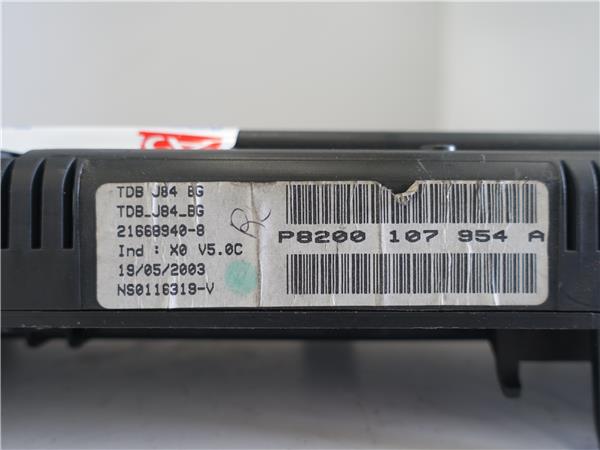 TDB J84 BG
TDB_J84_BG
21668940-8
Ind : X0 V5.0C
19/05/2003
NS0116319-V
P8200 107 954 A